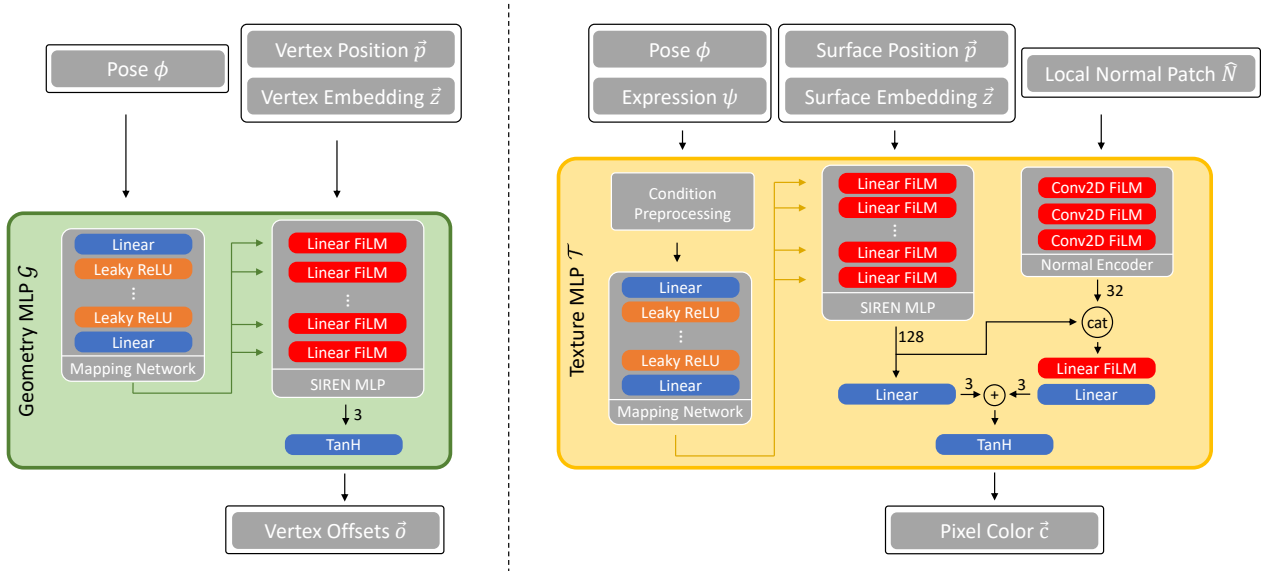 Pose ϕ
Vertex Position p⃗
Vertex Embedding z⃗
Geometry MLP 𝒢
Linear
Leaky ReLU
⋮
Leaky ReLU
Linear
Mapping Network
Linear FiLM
Linear FiLM
⋮
Linear FiLM
Linear FiLM
SIREN MLP
3
TanH
Vertex Offsets o⃗
Pose ϕ
Expression ψ
Surface Position p⃗
Surface Embedding z⃗
Local Normal Patch N̂
Texture MLP 𝒯
Condition
Preprocessing
Linear
Leaky ReLU
⋮
Leaky ReLU
Linear
Mapping Network
Linear FiLM
Linear FiLM
⋮
Linear FiLM
Linear FiLM
SIREN MLP
128
Conv2D FiLM
Conv2D FiLM
Conv2D FiLM
Normal Encoder
32
cat
Linear FiLM
Linear
3
+
3
Linear
TanH
Pixel Color c⃗